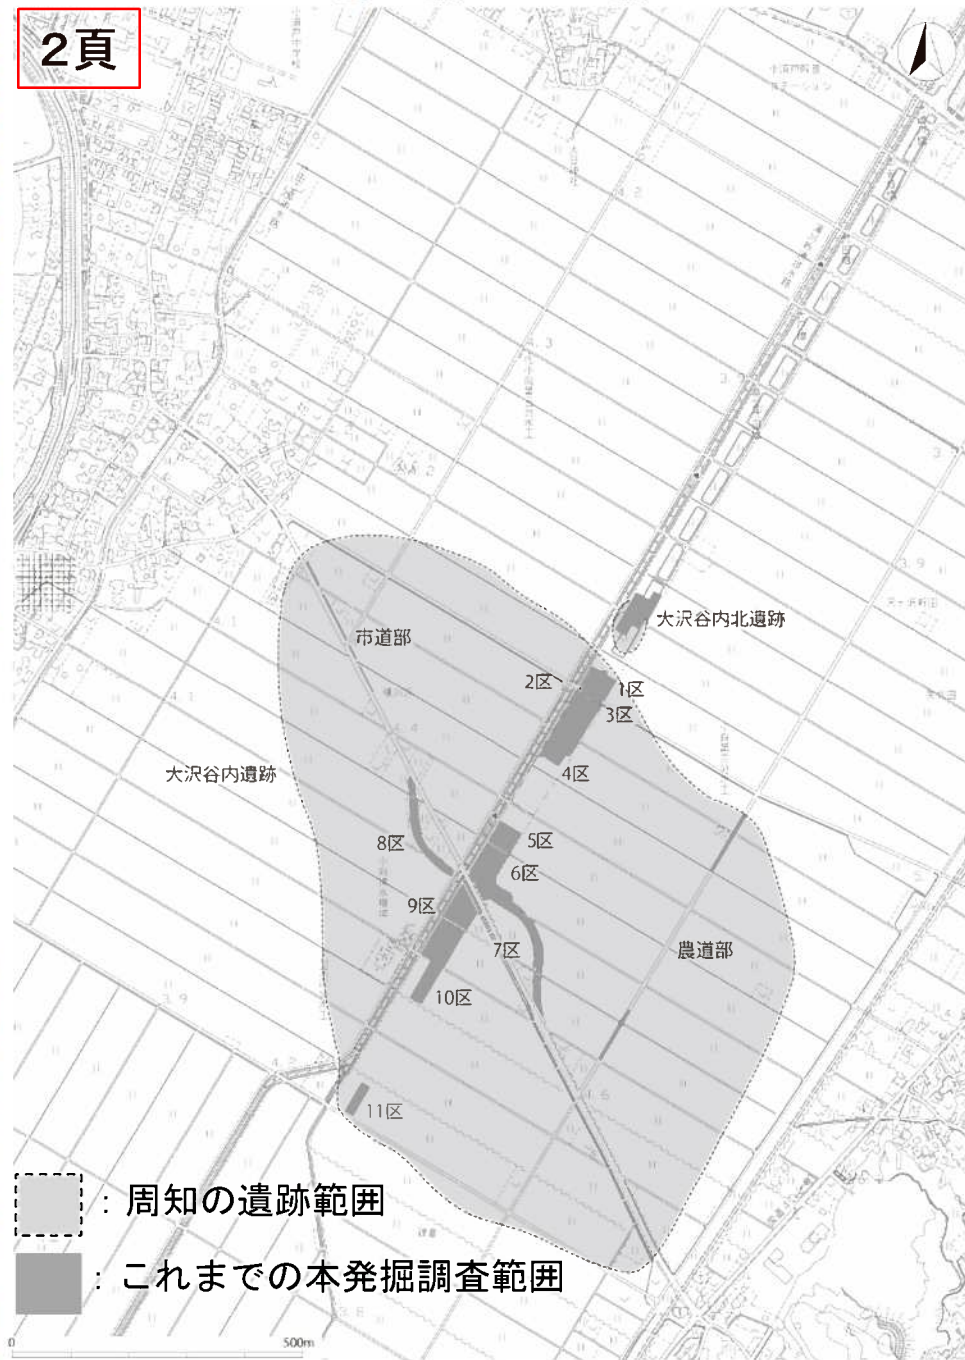 2頁
大沢谷内北遺跡
市道部
2区
1区
3区
大沢谷内遺跡
4区
5区
8区
6区
9区
7区
農道部
10区
11区
：周知の遺跡範囲
：これまでの本発掘調査範囲
0
500m